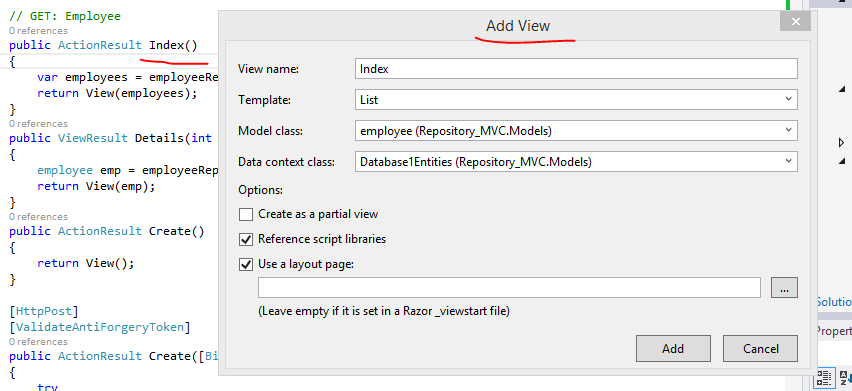 // GET: Employee
0 references
public ActionResult Index()
{
var employees = employeeRe
return View(employees);
}
0 references
public ViewResult Details(int
{
employee emp = employeeRep
return View(emp);
}
0 references
public ActionResult Create()
{
return View();
}
[HttpPost]
[ValidateAntiForgeryToken]
0 references
public ActionResult Create([Bi
{
try
Add View
View name:
Index
Template:
List
Model class:
employee (Repository_MVC.Models)
Data context class:
Database1Entities (Repository_MVC.Models)
Options:
Create as a partial view
Reference script libraries
Use a layout page:
...
(Leave empty if it is set in a Razor _viewstart file)
Add
Cancel
Solutio
Propert